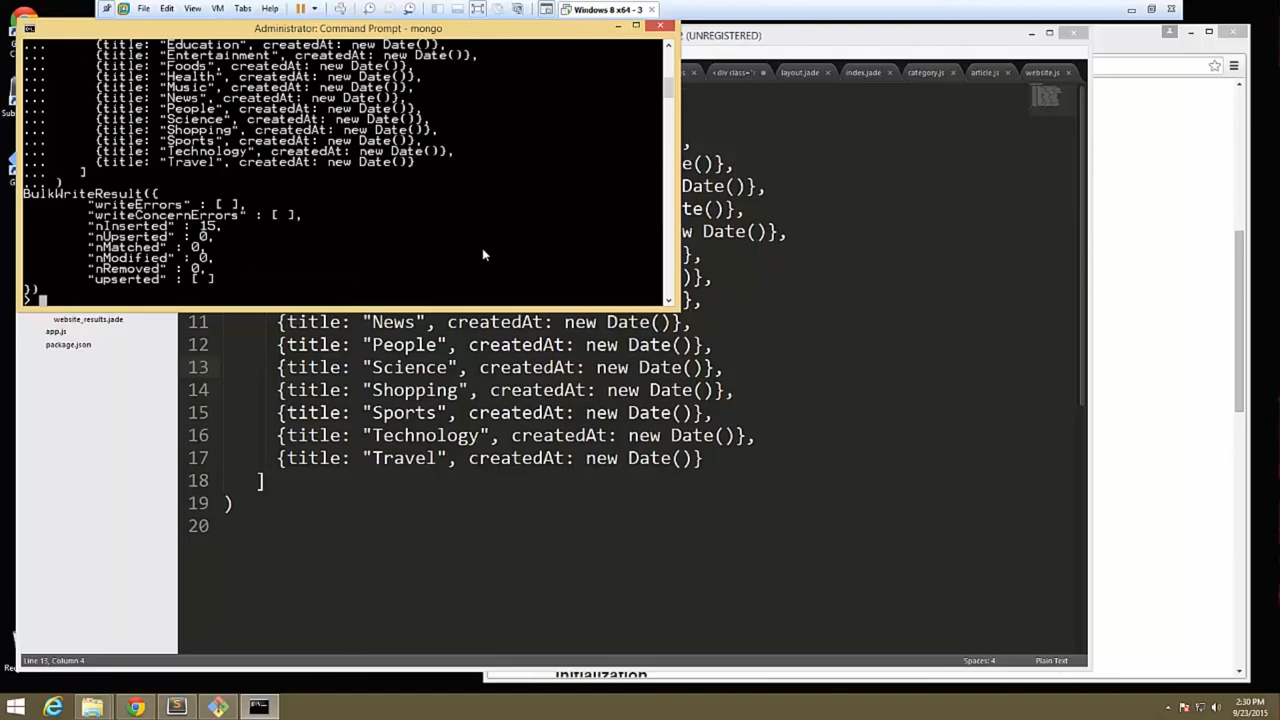 File Edit View VM Tabs Help
Windows 8 x64 - 3
Administrator: Command Prompt - mongo
... {title: "Education", createdAt: new Date()},
... {title: "Entertainment", createdAt: new Date()},
... {title: "Foods", createdAt: new Date()},
... {title: "Health", createdAt: new Date()},
... {title: "Music", createdAt: new Date()},
... {title: "News", createdAt: new Date()},
... {title: "People", createdAt: new Date()},
... {title: "Science", createdAt: new Date()},
... {title: "Shopping", createdAt: new Date()},
... {title: "Sports", createdAt: new Date()},
... {title: "Technology", createdAt: new Date()},
... {title: "Travel", createdAt: new Date()}
... ]
... )
BulkWriteResult({
"writeErrors" : [ ],
"writeConcernErrors" : [ ],
"nInserted" : 15,
"nUpserted" : 0,
"nMatched" : 0,
"nModified" : 0,
"nRemoved" : 0,
"upserted" : [ ]
})
>
(UNREGISTERED)
<div class=" layout.jade index.jade category.js article.js website.js
e()},
Date()},
te()},
w Date()},
website_results.jade
app.js
package.json
11 {title: "News", createdAt: new Date()},
12 {title: "People", createdAt: new Date()},
13 {title: "Science", createdAt: new Date()},
14 {title: "Shopping", createdAt: new Date()},
15 {title: "Sports", createdAt: new Date()},
16 {title: "Technology", createdAt: new Date()},
17 {title: "Travel", createdAt: new Date()}
18 ]
19 )
20
Line 13, Column 4
Spaces: 4 Plain Text
initialization
2:30 PM
9/23/2015